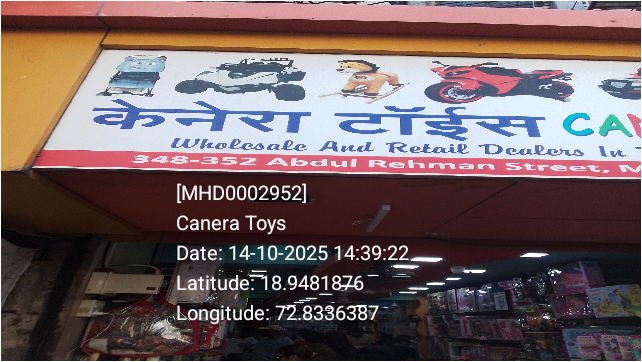 केनेरा टॉईस CAN
Wholesale And Retail Dealers In T
348-352 Abdul Rehman Street, M
[MHD0002952]
Canera Toys
Date: 14-10-2025 14:39:22
Latitude: 18.9481876
Longitude: 72.8336387